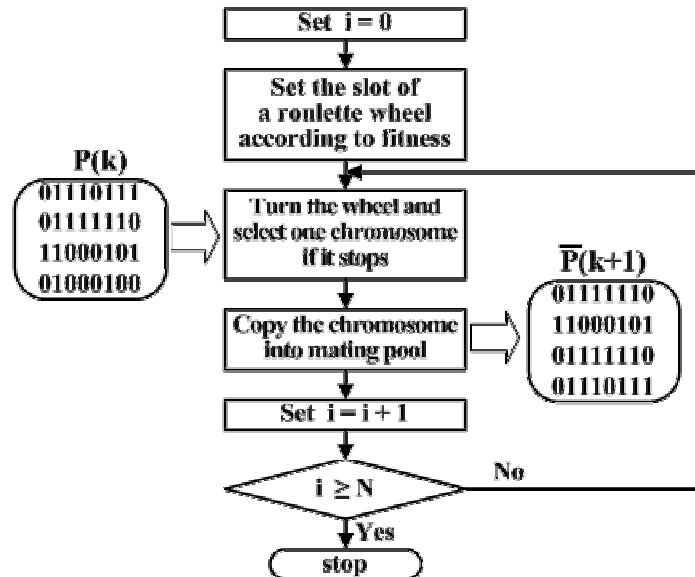 Set i = 0
Set the slot of
a roulette wheel
according to fitness
P(k)
01110111
01111110
11000101
01000100
Turn the wheel and
select one chromosome
if it stops
P̅(k+1)
01111110
11000101
01111110
01110111
Copy the chromosome
into mating pool
Set i = i + 1
i ≥ N
No
Yes
stop